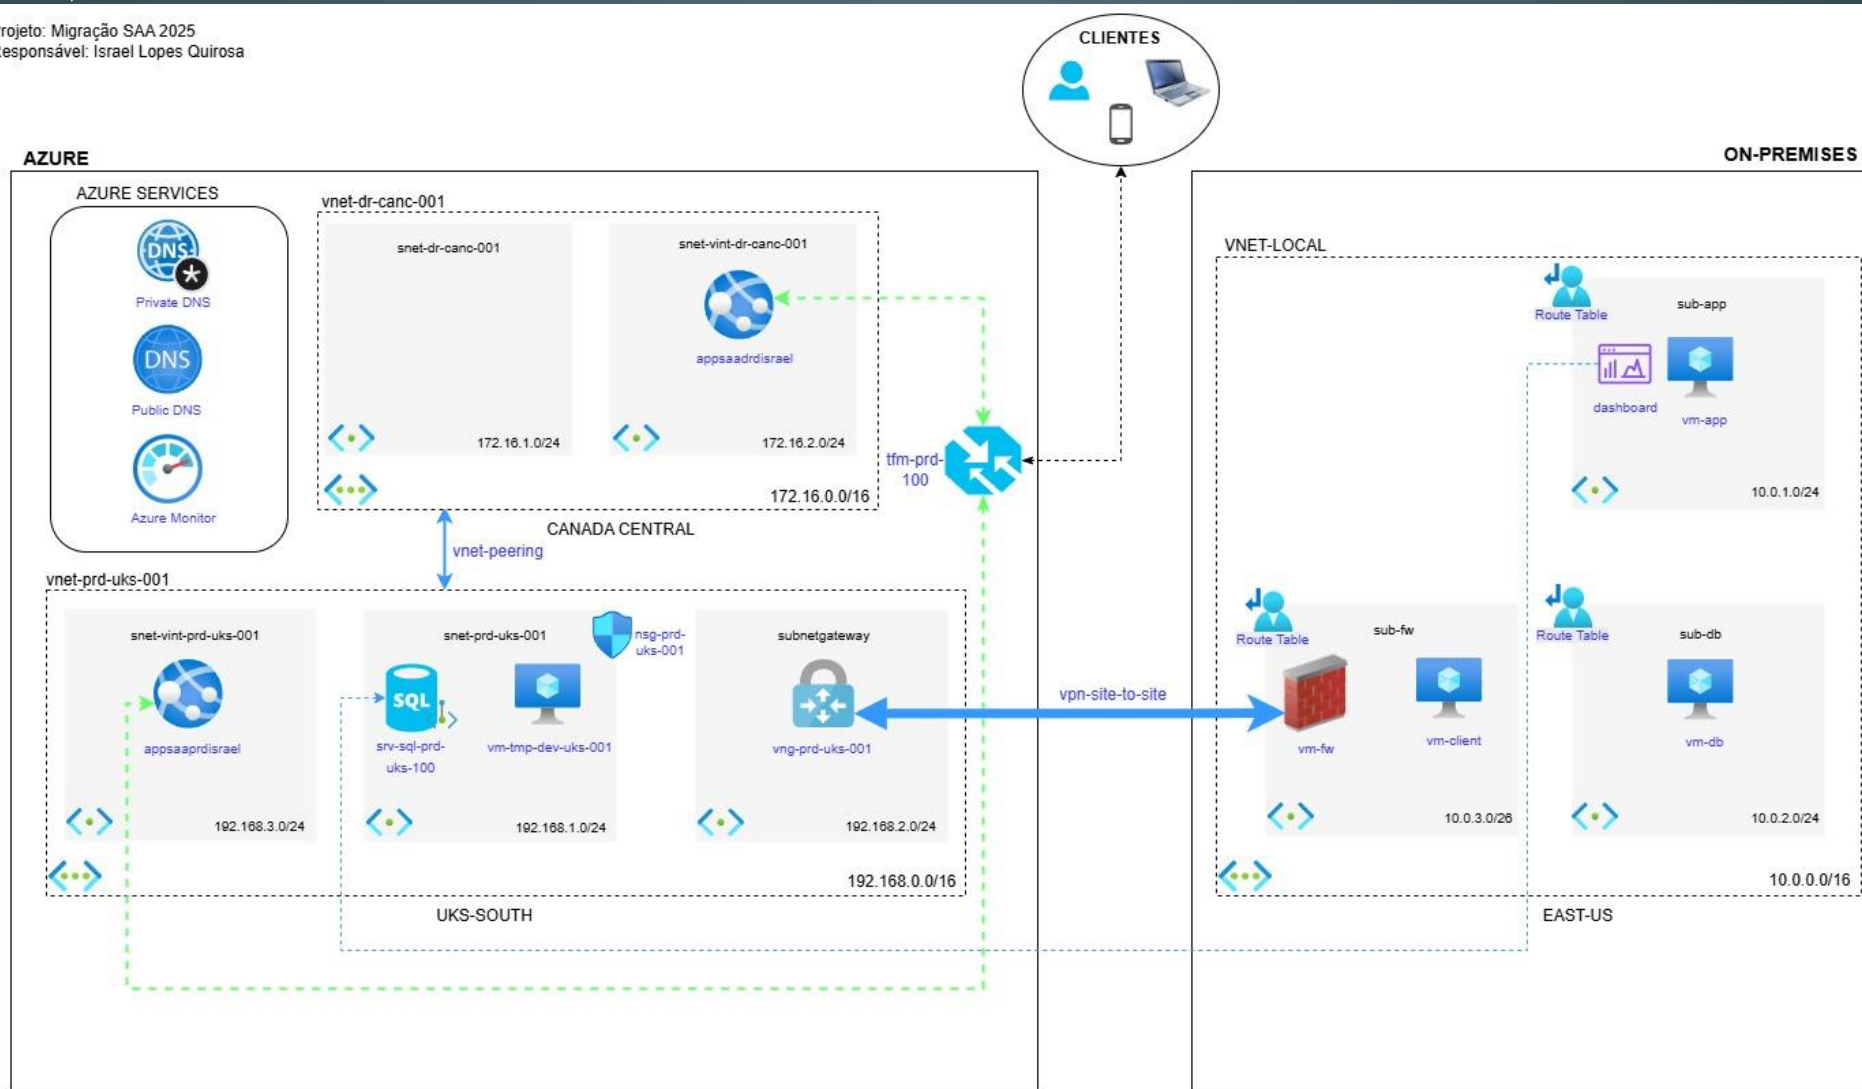 rojeto: Migração SAA 2025
esponsável: Israel Lopes Quirosa
CLIENTES
AZURE
ON-PREMISES
AZURE SERVICES
DNS
Private DNS
DNS
Public DNS
Azure Monitor
vnet-dr-canc-001
snet-dr-canc-001
172.16.1.0/24
snet-vint-dr-canc-001
appsaadrdisrael
172.16.2.0/24
172.16.0.0/16
CANADA CENTRAL
tfm-prd-
100
vnet-peering
vnet-prd-uks-001
snet-vint-prd-uks-001
appsaaprdisrael
192.168.3.0/24
snet-prd-uks-001
nsg-prd-
uks-001
SQL
srv-sql-prd-
uks-100
vm-tmp-dev-uks-001
192.168.1.0/24
subnetgateway
vng-prd-uks-001
192.168.2.0/24
192.168.0.0/16
UKS-SOUTH
vpn-site-to-site
VNET-LOCAL
Route Table
sub-app
dashboard
vm-app
10.0.1.0/24
Route Table
sub-fw
vm-fw
vm-client
10.0.3.0/26
Route Table
sub-db
vm-db
10.0.2.0/24
10.0.0.0/16
EAST-US